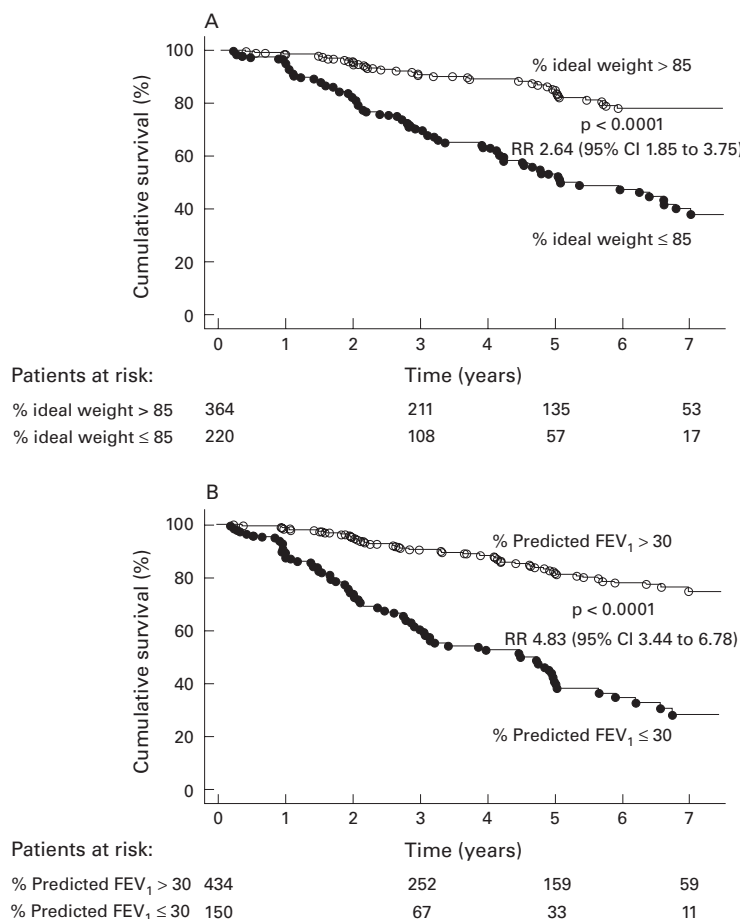 A
Cumulative survival (%)
100
80
60
40
20
0
% ideal weight > 85
p < 0.0001
RR 2.64 (95% CI 1.85 to 3.75)
% ideal weight ≤ 85
0 1 2 3 4 5 6 7
Patients at risk: Time (years)
% ideal weight > 85 364 211 135 53
% ideal weight ≤ 85 220 108 57 17
B
Cumulative survival (%)
100
80
60
40
20
0
% Predicted FEV₁ > 30
p < 0.0001
RR 4.83 (95% CI 3.44 to 6.78)
% Predicted FEV₁ ≤ 30
0 1 2 3 4 5 6 7
Patients at risk: Time (years)
% Predicted FEV₁ > 30 434 252 159 59
% Predicted FEV₁ ≤ 30 150 67 33 11